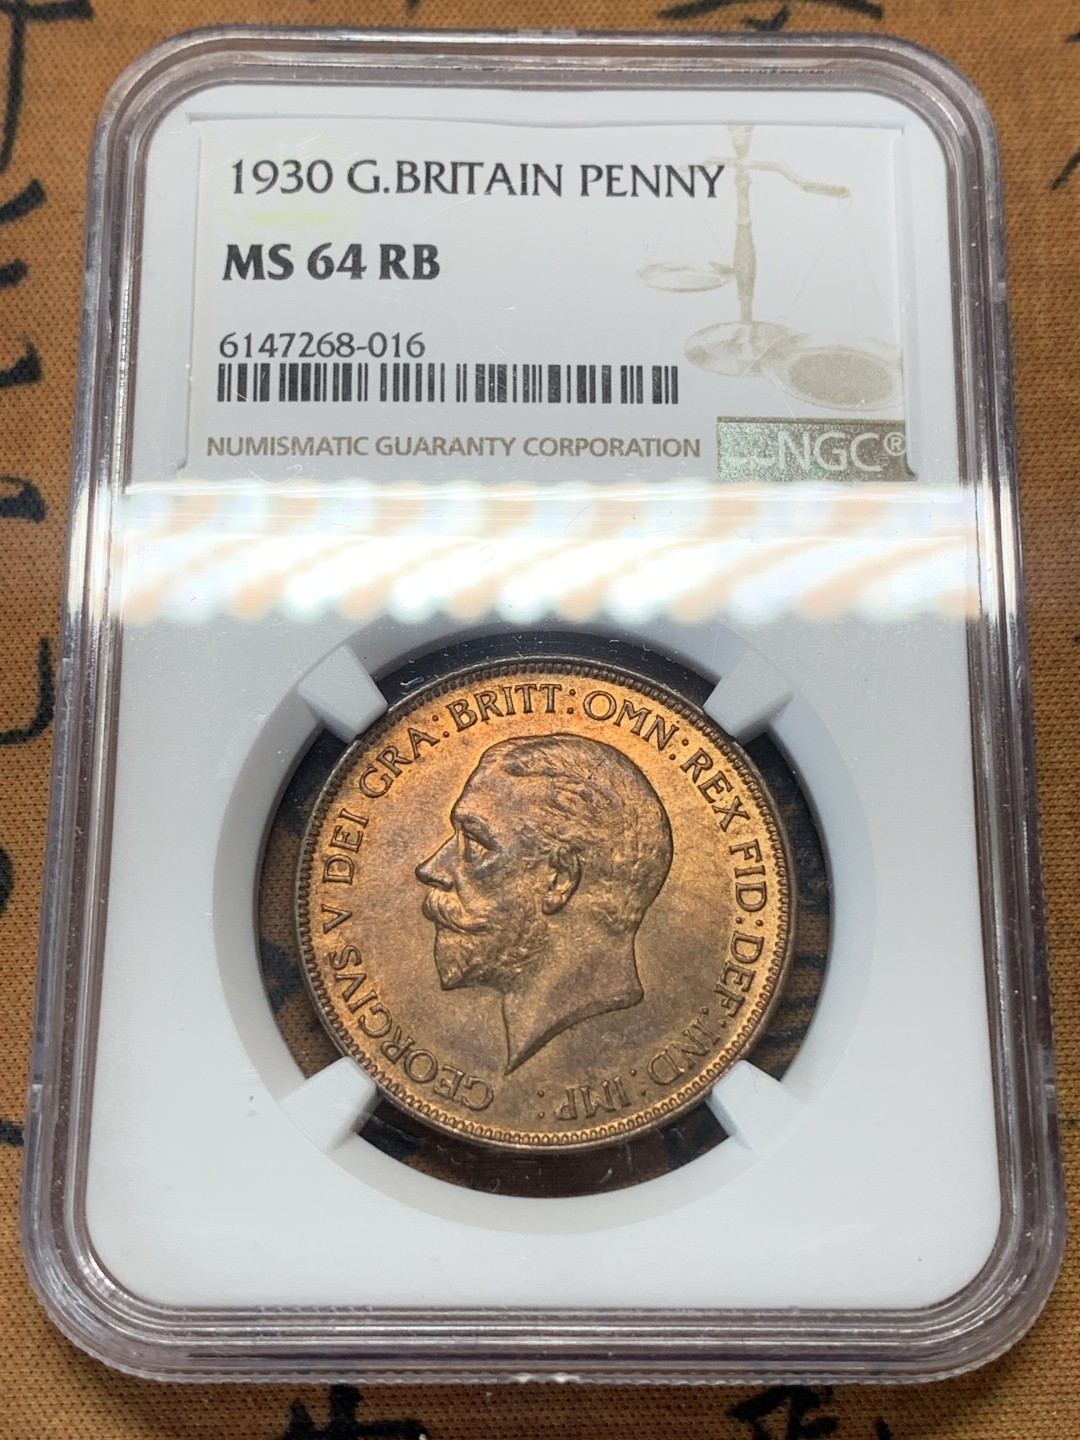 1930 G.BRITAIN PENNY
MS 64 RB
6147268-016
NUMISMATIC GUARANTY CORPORATION
NGC®
GEORGIVS V DEI GRA: BRITT: OMN: REX FID: DEF: IND: IMP: